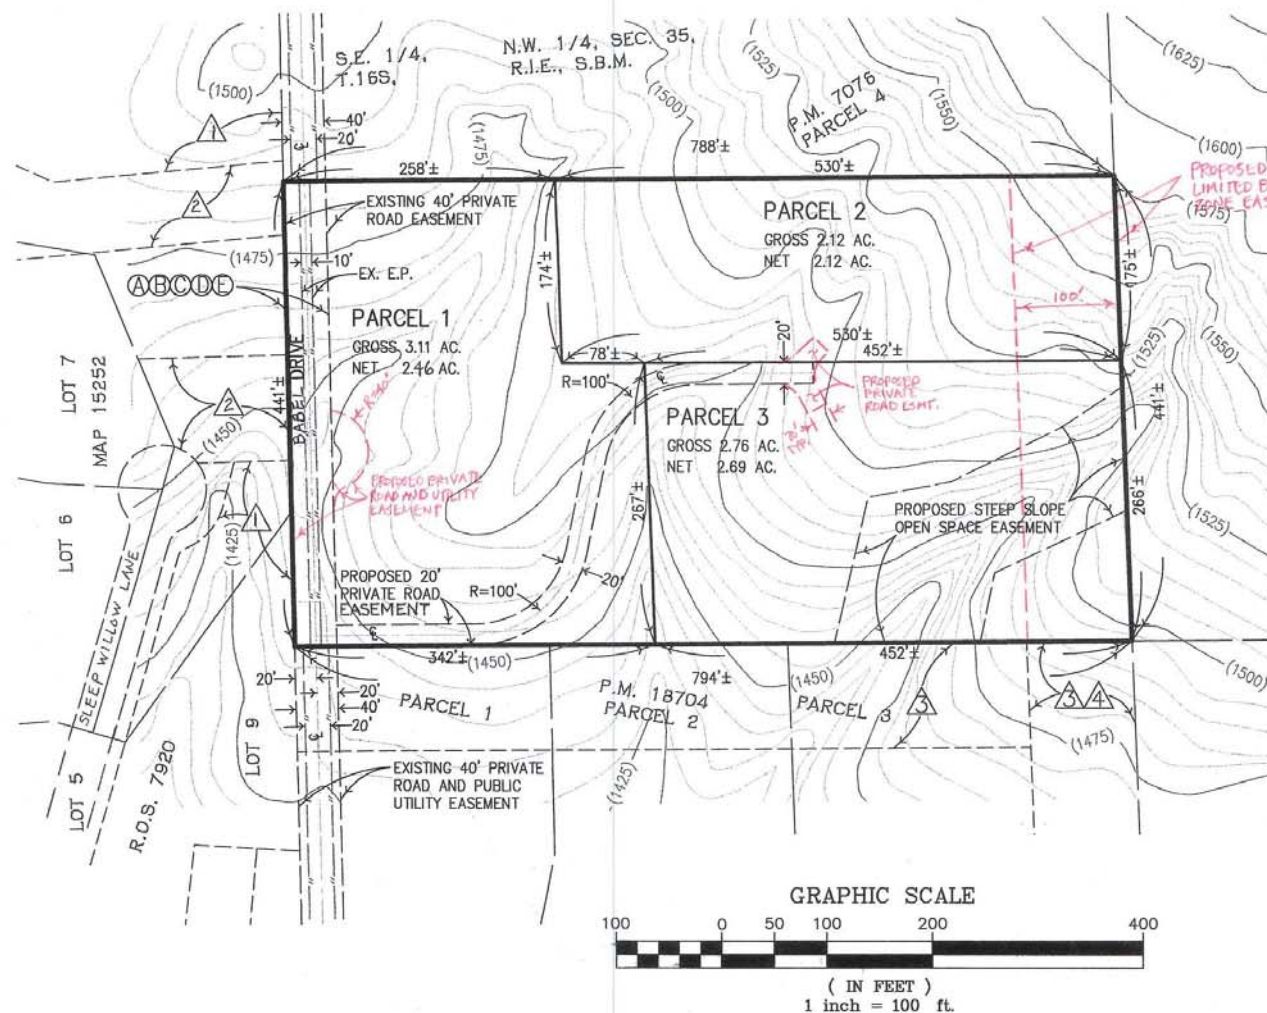 S.E. 1/4,
T.16S,
N.W. 1/4, SEC. 35,
R.I.E., S.B.M.
(1525)
(1625)
(1500)
(1500)
P.M. 7076
PARCEL 4
(1550)
1
40'
20'
(1475)
788'±
(1600)
258'±
530'±
PROPOSED
LIMITED B
ZONE EAS
(1575)
2
EXISTING 40' PRIVATE
ROAD EASEMENT
PARCEL 2
GROSS 2.12 AC.
NET 2.12 AC.
(1475)
10'
174'±
175'±
EX. E.P.
A B C D E
100'
PARCEL 1
GROSS 3.11 AC.
NET 2.46 AC.
20'
530'±
(1525)
(1550)
LOT 7
MAP 15252
BABEL DRIVE
441'±
78'±
452'±
R=100'
℄
PROPOSED
PRIVATE
ROAD ESMT.
2
(1450)
PARCEL 3
GROSS 2.76 AC.
NET 2.69 AC.
441'±
PROPOSED PRIVATE
ROAD AND UTILITY
EASEMENT
267'±
266'±
PROPOSED STEEP SLOPE
OPEN SPACE EASEMENT
(1525)
LOT 6
1
(1425)
SLEEP WILLOW LANE
PROPOSED 20'
PRIVATE ROAD
EASEMENT
R=100'
20'
℄
342'±
(1450)
452'±
794'±
(1450)
(1500)
20'
20'
40'
20'
PARCEL 1
P.M. 18704
PARCEL 2
PARCEL 3
3
3 4
(1475)
LOT 9
℄
LOT 5
R.O.S. 7920
EXISTING 40' PRIVATE
ROAD AND PUBLIC
UTILITY EASEMENT
(1425)
GRAPHIC SCALE
100 0 50 100 200 400
( IN FEET )
1 inch = 100 ft.